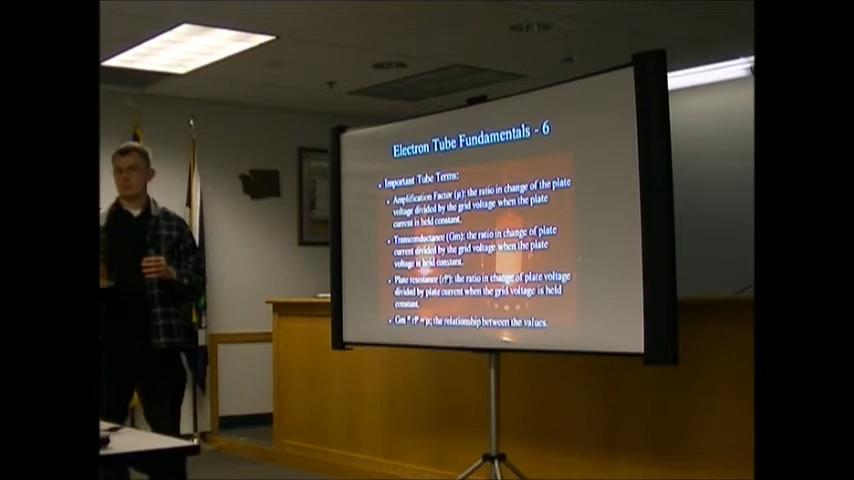 Electron Tube Fundamentals - 6
• Important Tube Terms:
• Amplification Factor (µ); the ratio in change of the plate
voltage divided by the grid voltage when the plate
current is held constant.
• Transconductance (Gm); the ratio in change of plate
current divided by the grid voltage when the plate
voltage is held constant.
• Plate resistance (rP); the ratio in change of plate voltage
divided by plate current when the grid voltage is held
constant.
• Gm * rP = µ; the relationship between the values.